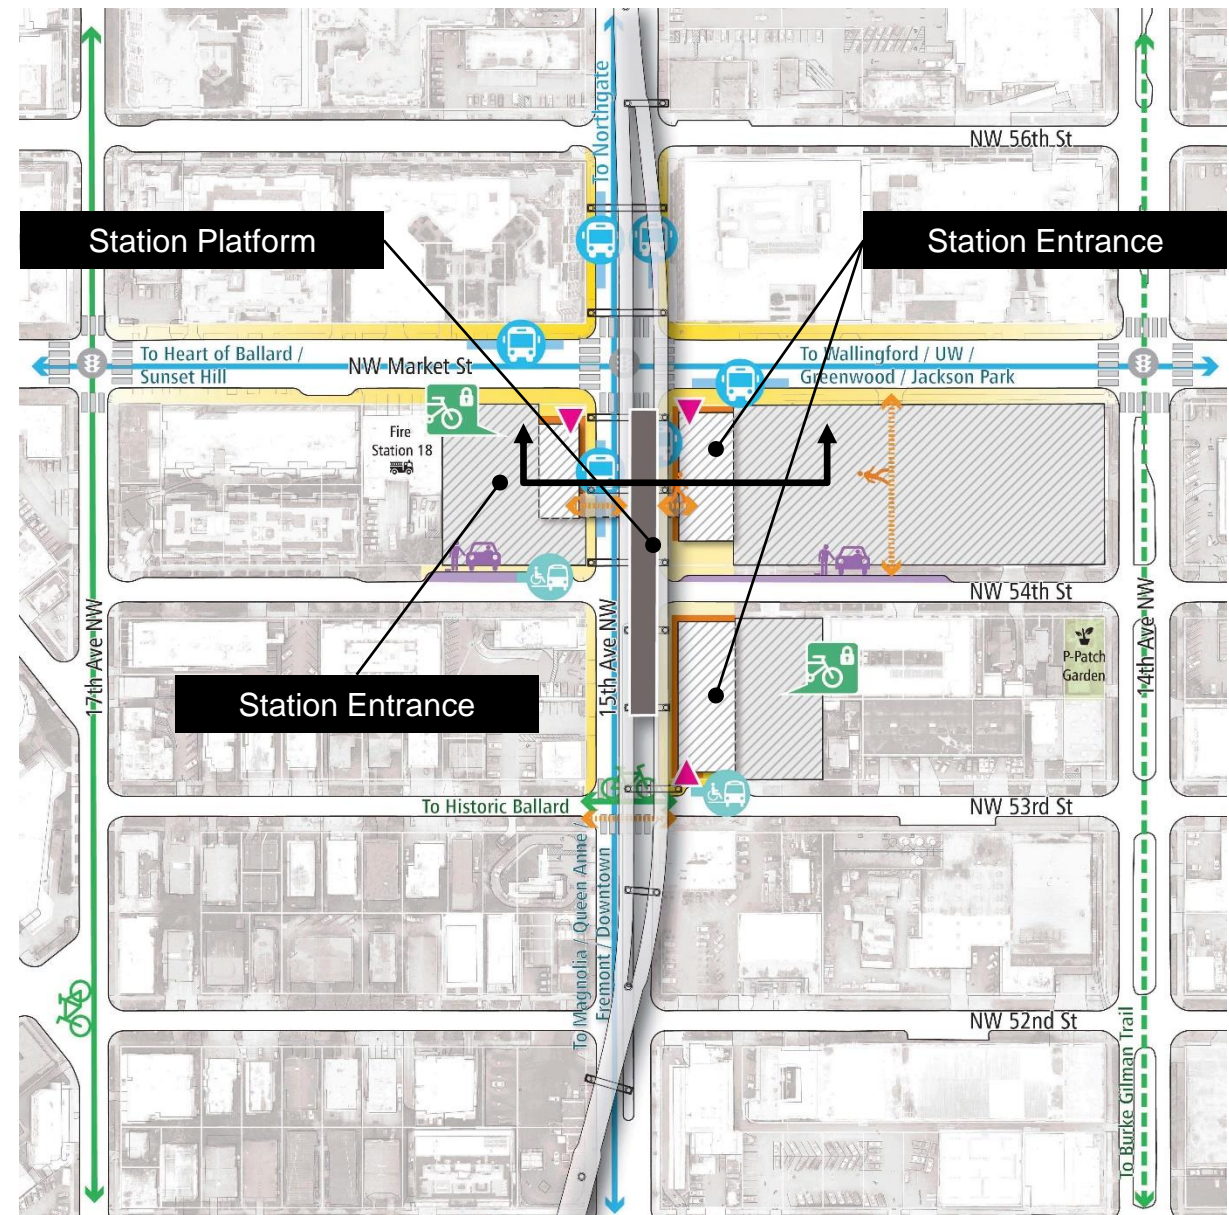 To Northgate
NW 56th St
Station Platform
Station Entrance
To Heart of Ballard /
Sunset Hill
NW Market St
To Wallingford / UW /
Greenwood / Jackson Park
Fire
Station 18
NW 54th St
17th Ave NW
15th Ave NW
14th Ave NW
P-Patch
Garden
Station Entrance
To Historic Ballard
NW 53rd St
To Magnolia / Queen Anne /
Fremont / Downtown
NW 52nd St
To Burke Gilman Trail